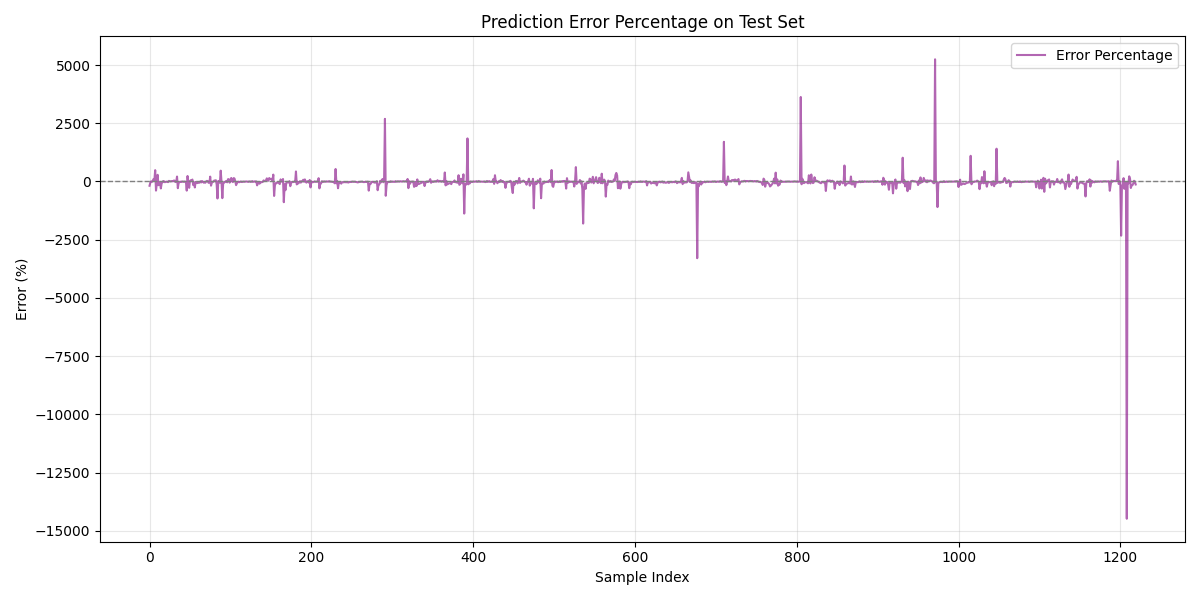 Prediction Error Percentage on Test Set
Error Percentage
5000
2500
0
−2500
−5000
−7500
−10000
−12500
−15000
Error (%)
0 200 400 600 800 1000 1200
Sample Index